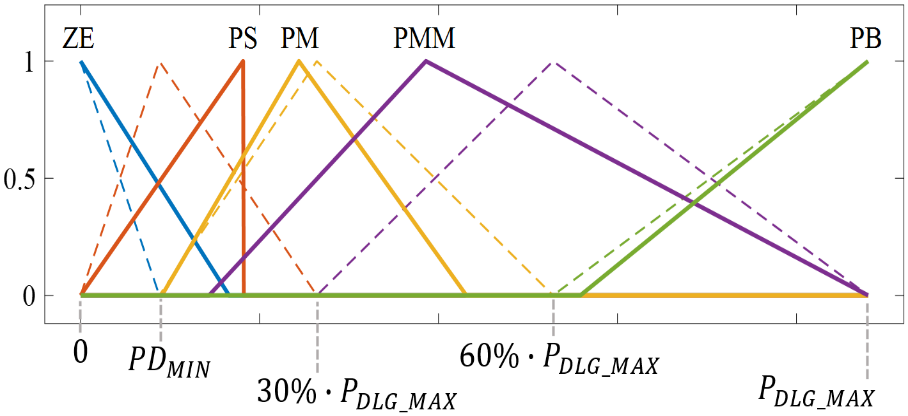 ZE PS PM PMM PB
1
0.5
0
0 PD_MIN 30% · P_DLG_MAX 60% · P_DLG_MAX P_DLG_MAX